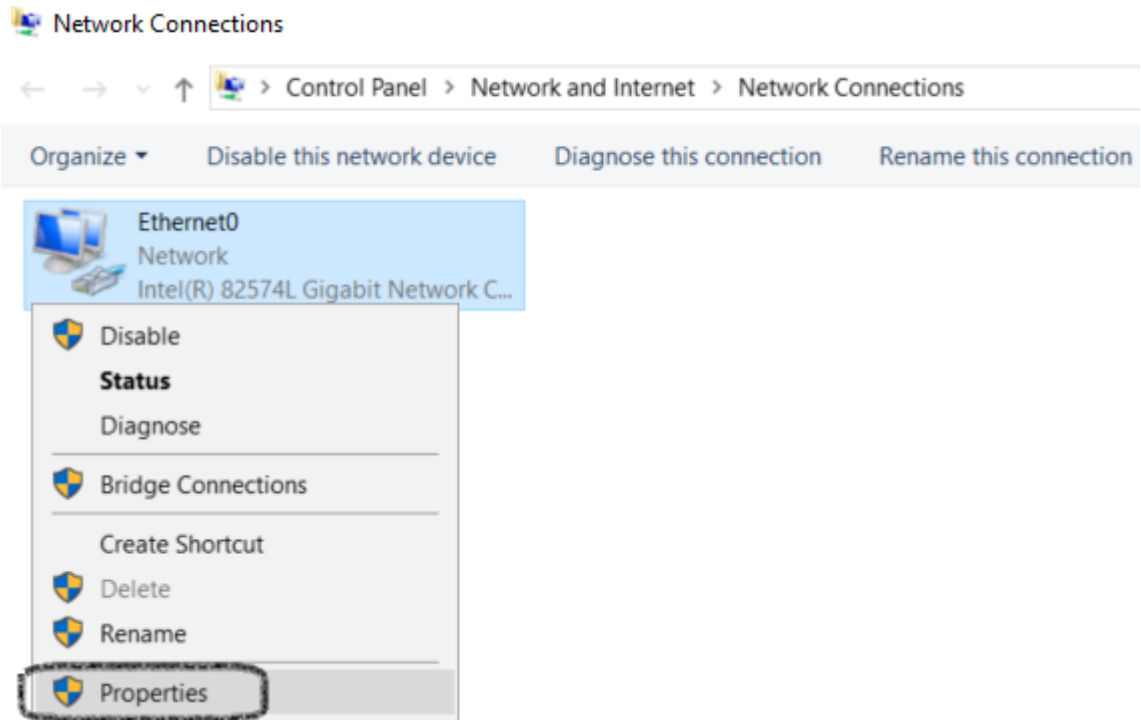 Network Connections
Control Panel > Network and Internet > Network Connections
Organize Disable this network device Diagnose this connection Rename this connection
Ethernet0
Network
Intel(R) 82574L Gigabit Network C...
Disable
Status
Diagnose
Bridge Connections
Create Shortcut
Delete
Rename
Properties